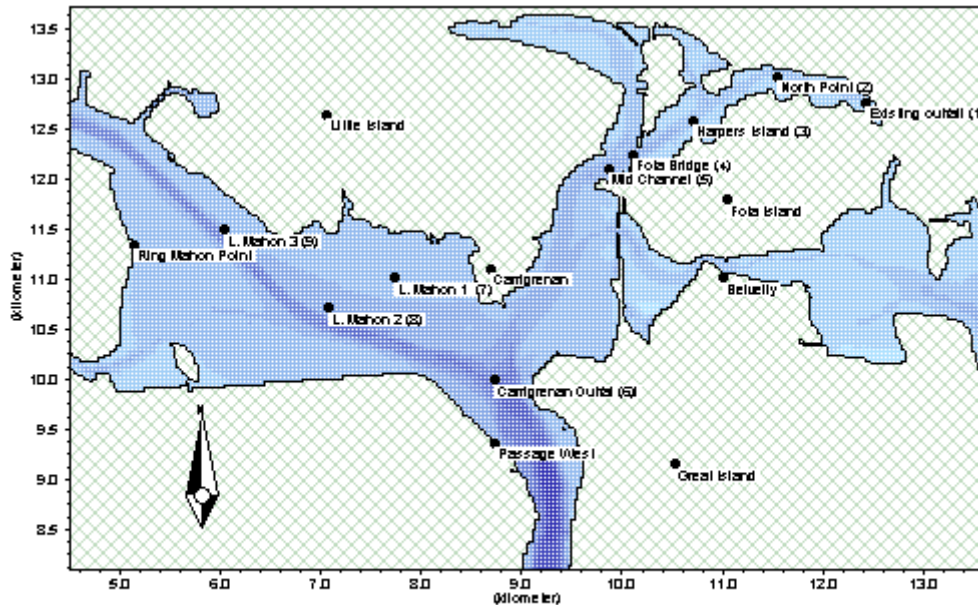 13.5
13.0
North Point (2)
Existing outfall (1
12.5
Little Island
Harpers Island (3)
Fota Bridge (4)
12.0
Mid Channel (5)
Fota Island
11.5
L. Mahon 3 (9)
Ring Mahon Point
11.0
Carrigrenan
L. Mahon 1 (7)
Belvelly
(kilometer)
10.5
L. Mahon 2 (8)
10.0
Carrigrenan Outfall (6)
9.5
Passage West
N
9.0
Great Island
8.5
5.0 6.0 7.0 8.0 9.0 10.0 11.0 12.0 13.0
(kilometer)